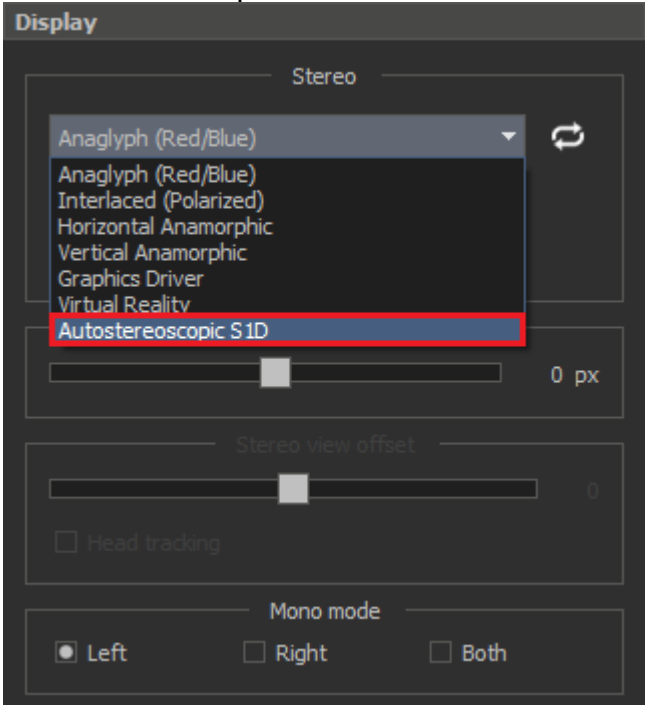 Display
Stereo
Anaglyph (Red/Blue)
Anaglyph (Red/Blue)
Interlaced (Polarized)
Horizontal Anamorphic
Vertical Anamorphic
Graphics Driver
Virtual Reality
Autostereoscopic S1D
0 px
Stereo view offset
0
Head tracking
Mono mode
Left Right Both